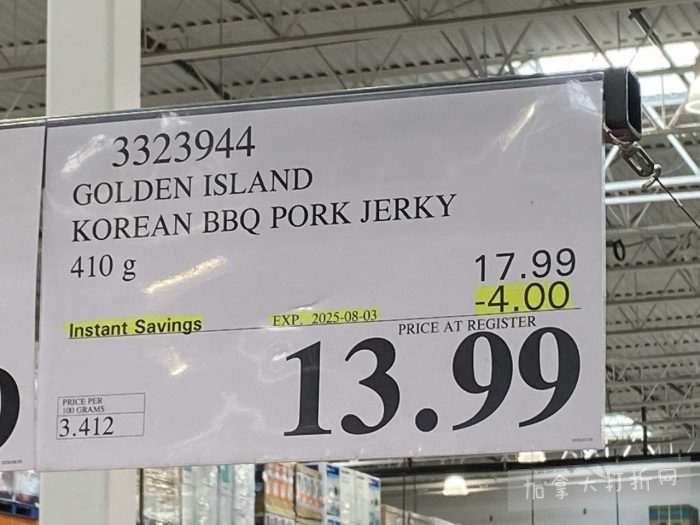 3323944
GOLDEN ISLAND
KOREAN BBQ PORK JERKY
410 g
17.99
-4.00
Instant Savings
EXP. 2025-08-03
PRICE AT REGISTER
13.99
PRICE PER
100 GRAMS
3.412
加拿大打折网